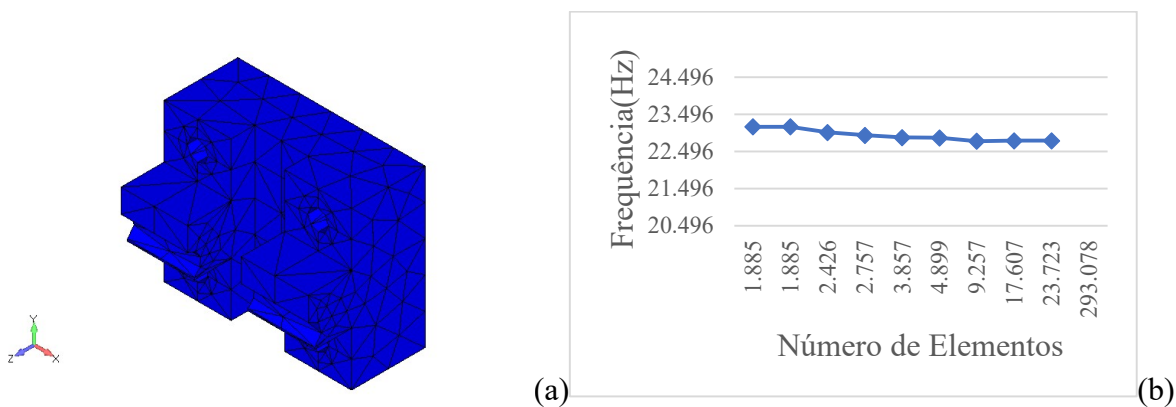 Y
Z
X
(a)
Frequência(Hz)
24.496
23.496
22.496
21.496
20.496
1.885
1.885
2.426
2.757
3.857
4.899
9.257
17.607
23.723
293.078
Número de Elementos
(b)